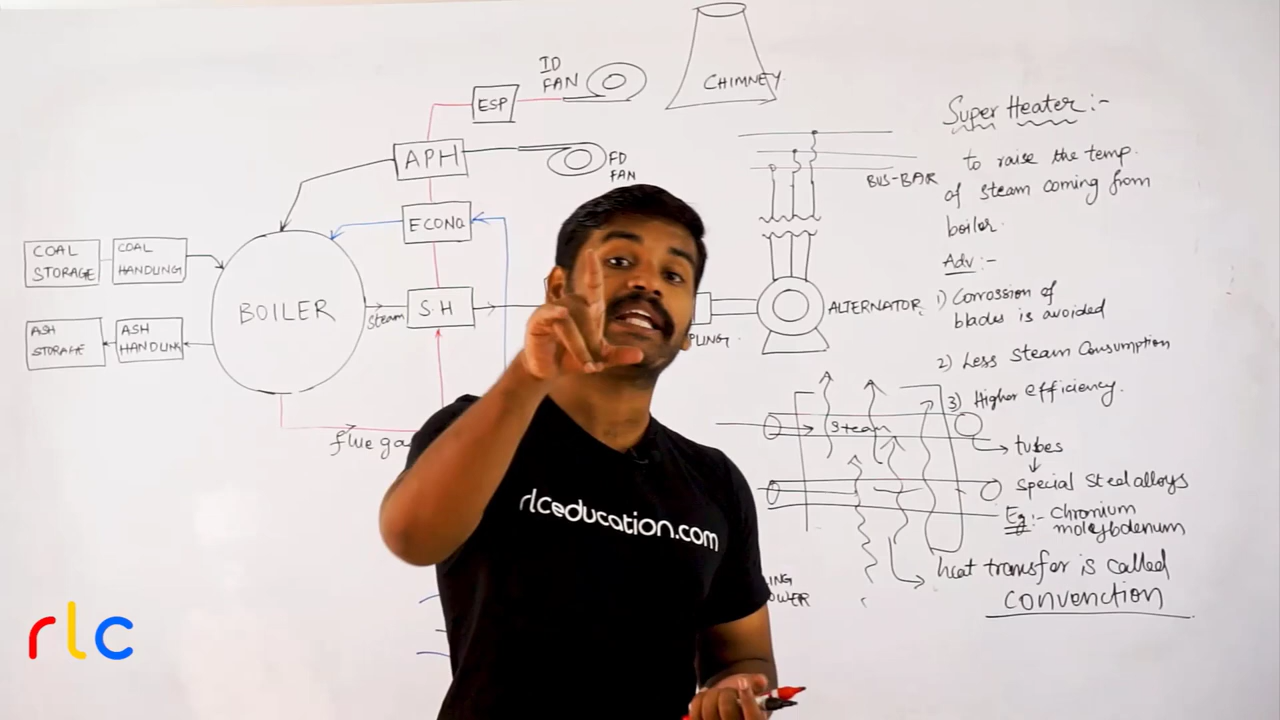 ID
FAN
CHIMNEY
ESP
APH
FD
FAN
BUS-BAR
ECONO
COAL
STORAGE
COAL
HANDLING
BOILER
steam
S·H
ASH
STORAGE
ASH
HANDLING
flue ga
PLING
ALTERNATOR
steam
Super Heater:-
to raise the temp.
of steam coming from
boiler.
Adv:-
1) Corrossion of
blades is avoided
2) Less Steam Consumption
3) Higher efficiency.
tubes
Special Steel alloys
Eg:- Chromium
molybdenum
heat transfer is called
CONVENCTION
rlceducation.com
rlc